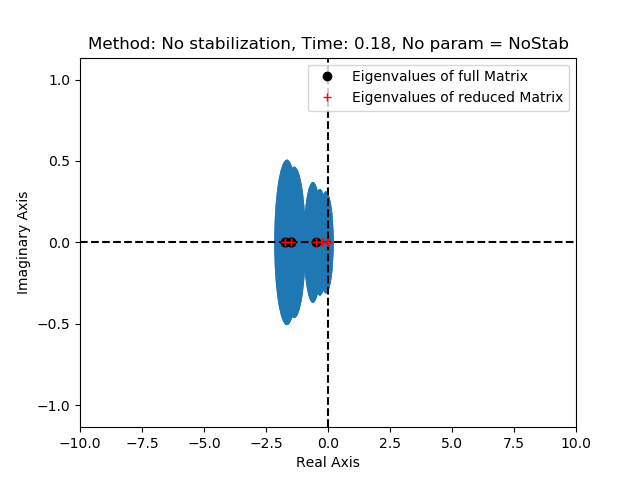 Method: No stabilization, Time: 0.18, No param = NoStab
Eigenvalues of full Matrix
Eigenvalues of reduced Matrix
1.0
0.5
0.0
−0.5
−1.0
Imaginary Axis
−10.0 −7.5 −5.0 −2.5 0.0 2.5 5.0 7.5 10.0
Real Axis